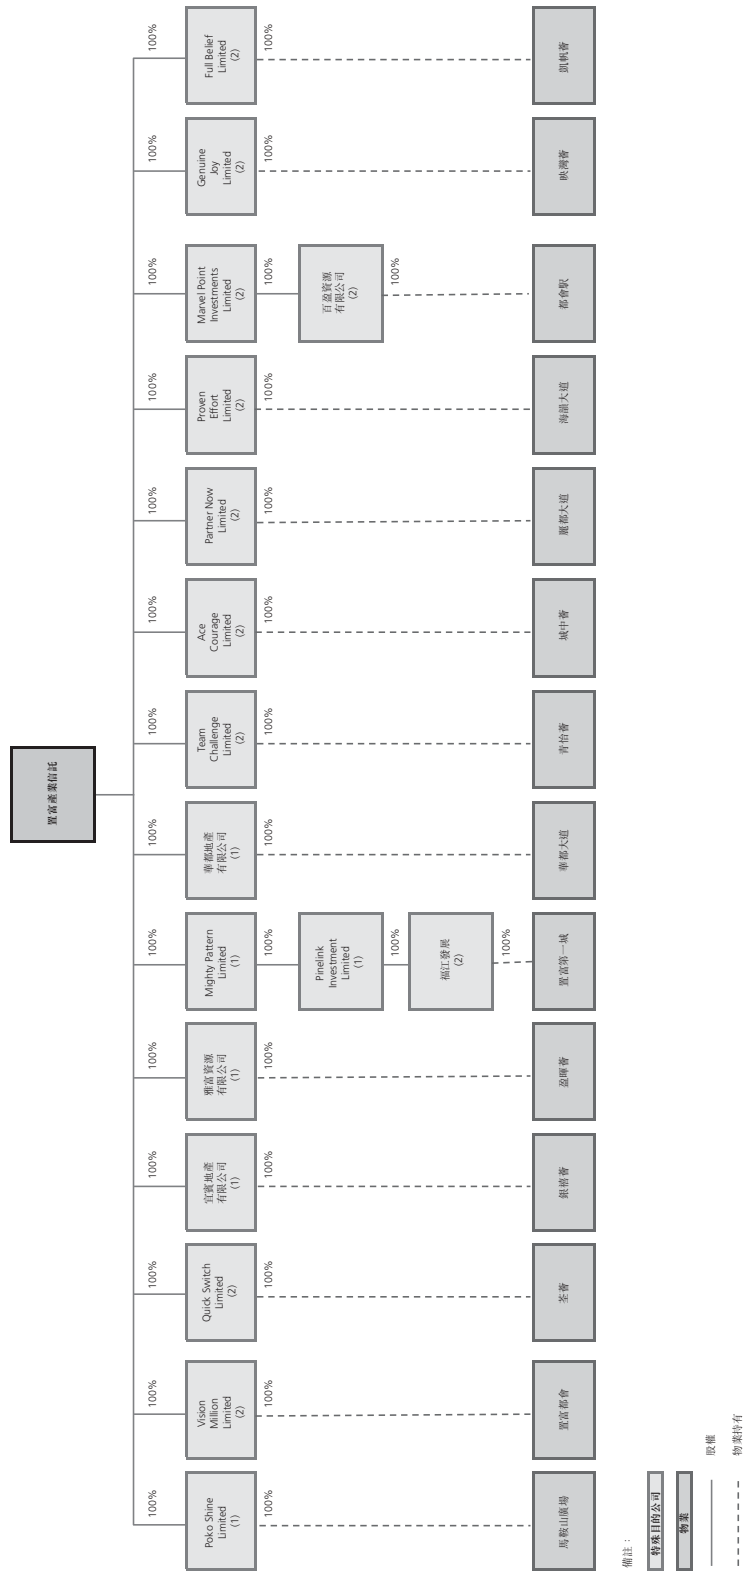 置富產業信託
100%
100%
100%
100%
100%
100%
100%
100%
100%
100%
100%
100%
100%
100%
Poko Shine
Limited
(1)
Vision
Million
Limited
(2)
Quick Switch
Limited
(2)
宜賓地產
有限公司
(1)
雅富資源
有限公司
(1)
Mighty Pattern
Limited
(1)
華都地產
有限公司
(1)
Team
Challenge
Limited
(2)
Ace
Courage
Limited
(2)
Partner Now
Limited
(2)
Proven
Effort
Limited
(2)
Marvel Point
Investments
Limited
(2)
Genuine
Joy
Limited
(2)
Full Belief
Limited
(2)
100%
100%
100%
100%
100%
100%
100%
100%
100%
100%
100%
100%
100%
100%
Pinelink
Investment
Limited
(1)
百盈資源
有限公司
(2)
100%
100%
福江發展
(2)
100%
馬鞍山廣場
置富都會
荃薈
銀禧薈
盈暉薈
置富第一城
華都大道
青怡薈
城中薈
麗都大道
海韻大道
都會駅
映灣薈
凱帆薈
備註：
特殊目的公司
物業
股權
物業持有